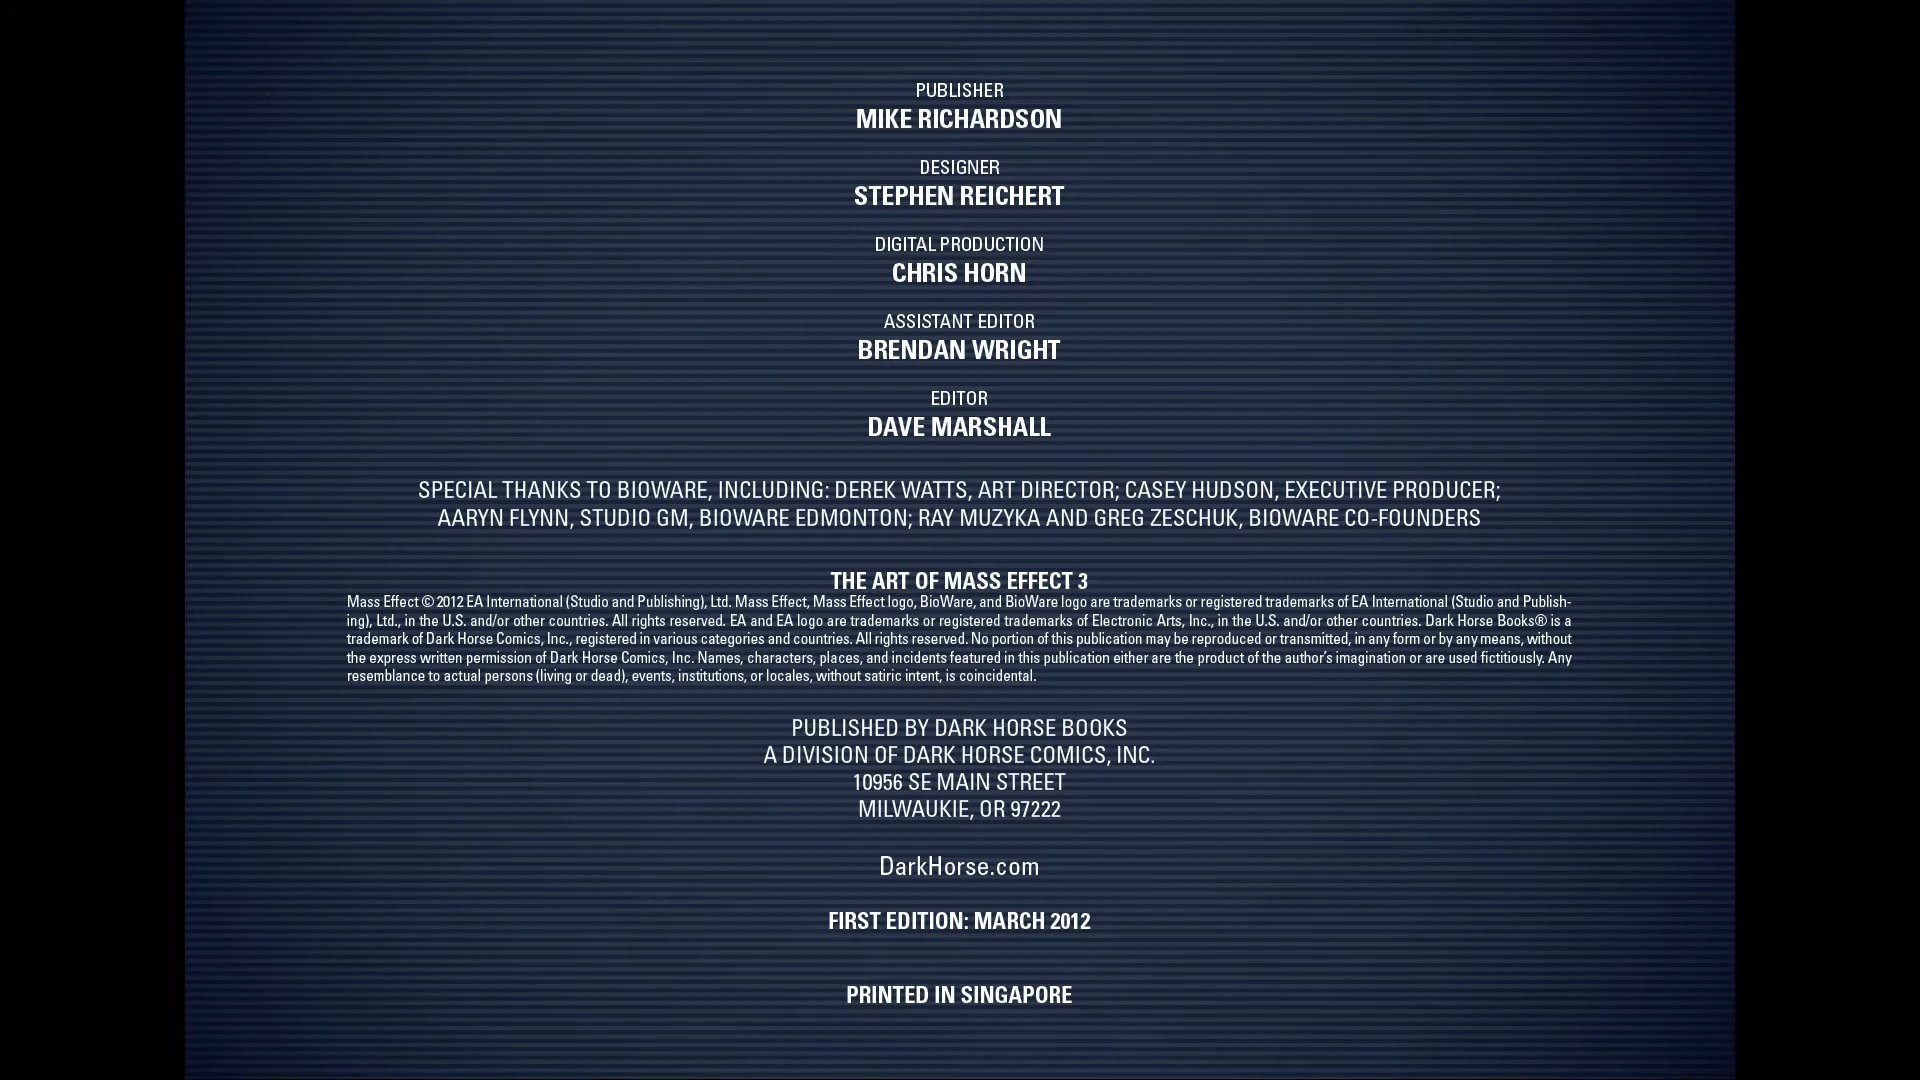 PUBLISHER
MIKE RICHARDSON
DESIGNER
STEPHEN REICHERT
DIGITAL PRODUCTION
CHRIS HORN
ASSISTANT EDITOR
BRENDAN WRIGHT
EDITOR
DAVE MARSHALL
SPECIAL THANKS TO BIOWARE, INCLUDING: DEREK WATTS, ART DIRECTOR; CASEY HUDSON, EXECUTIVE PRODUCER;
AARYN FLYNN, STUDIO GM, BIOWARE EDMONTON; RAY MUZYKA AND GREG ZESCHUK, BIOWARE CO-FOUNDERS
THE ART OF MASS EFFECT 3
Mass Effect © 2012 EA International (Studio and Publishing), Ltd. Mass Effect, Mass Effect logo, BioWare, and BioWare logo are trademarks or registered trademarks of EA International (Studio and Publish-
ing), Ltd., in the U.S. and/or other countries. All rights reserved. EA and EA logo are trademarks or registered trademarks of Electronic Arts, Inc., in the U.S. and/or other countries. Dark Horse Books® is a
trademark of Dark Horse Comics, Inc., registered in various categories and countries. All rights reserved. No portion of this publication may be reproduced or transmitted, in any form or by any means, without
the express written permission of Dark Horse Comics, Inc. Names, characters, places, and incidents featured in this publication either are the product of the author's imagination or are used fictitiously. Any
resemblance to actual persons (living or dead), events, institutions, or locales, without satiric intent, is coincidental.
PUBLISHED BY DARK HORSE BOOKS
A DIVISION OF DARK HORSE COMICS, INC.
10956 SE MAIN STREET
MILWAUKIE, OR 97222
DarkHorse.com
FIRST EDITION: MARCH 2012
PRINTED IN SINGAPORE